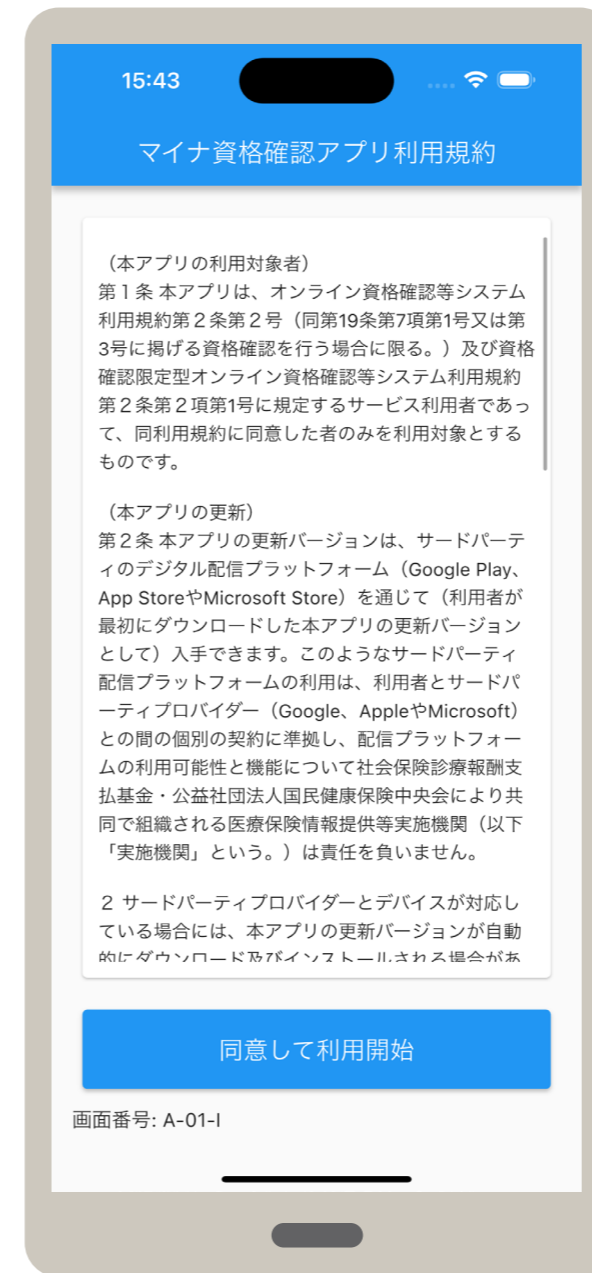 15:43
マイナ資格確認アプリ利用規約
（本アプリの利用対象者）
第１条 本アプリは、オンライン資格確認等システム
利用規約第２条第２号（同第19条第7項第1号又は第
3号に掲げる資格確認を行う場合に限る。）及び資格
確認限定型オンライン資格確認等システム利用規約
第２条第２項第1号に規定するサービス利用者であっ
て、同利用規約に同意した者のみを利用対象とする
ものです。
（本アプリの更新）
第２条 本アプリの更新バージョンは、サードパーテ
ィのデジタル配信プラットフォーム（Google Play、
App StoreやMicrosoft Store）を通じて（利用者が
最初にダウンロードした本アプリの更新バージョン
として）入手できます。このようなサードパーティ
配信プラットフォームの利用は、利用者とサードパ
ーティプロバイダー（Google、AppleやMicrosoft）
との間の個別の契約に準拠し、配信プラットフォー
ムの利用可能性と機能について社会保険診療報酬支
払基金・公益社団法人国民健康保険中央会により共
同で組織される医療保険情報提供等実施機関（以下
「実施機関」という。）は責任を負いません。
２ サードパーティプロバイダーとデバイスが対応し
ている場合には、本アプリの更新バージョンが自動
的にダウンロード及びインストールされる場合があ
同意して利用開始
画面番号: A-01-I